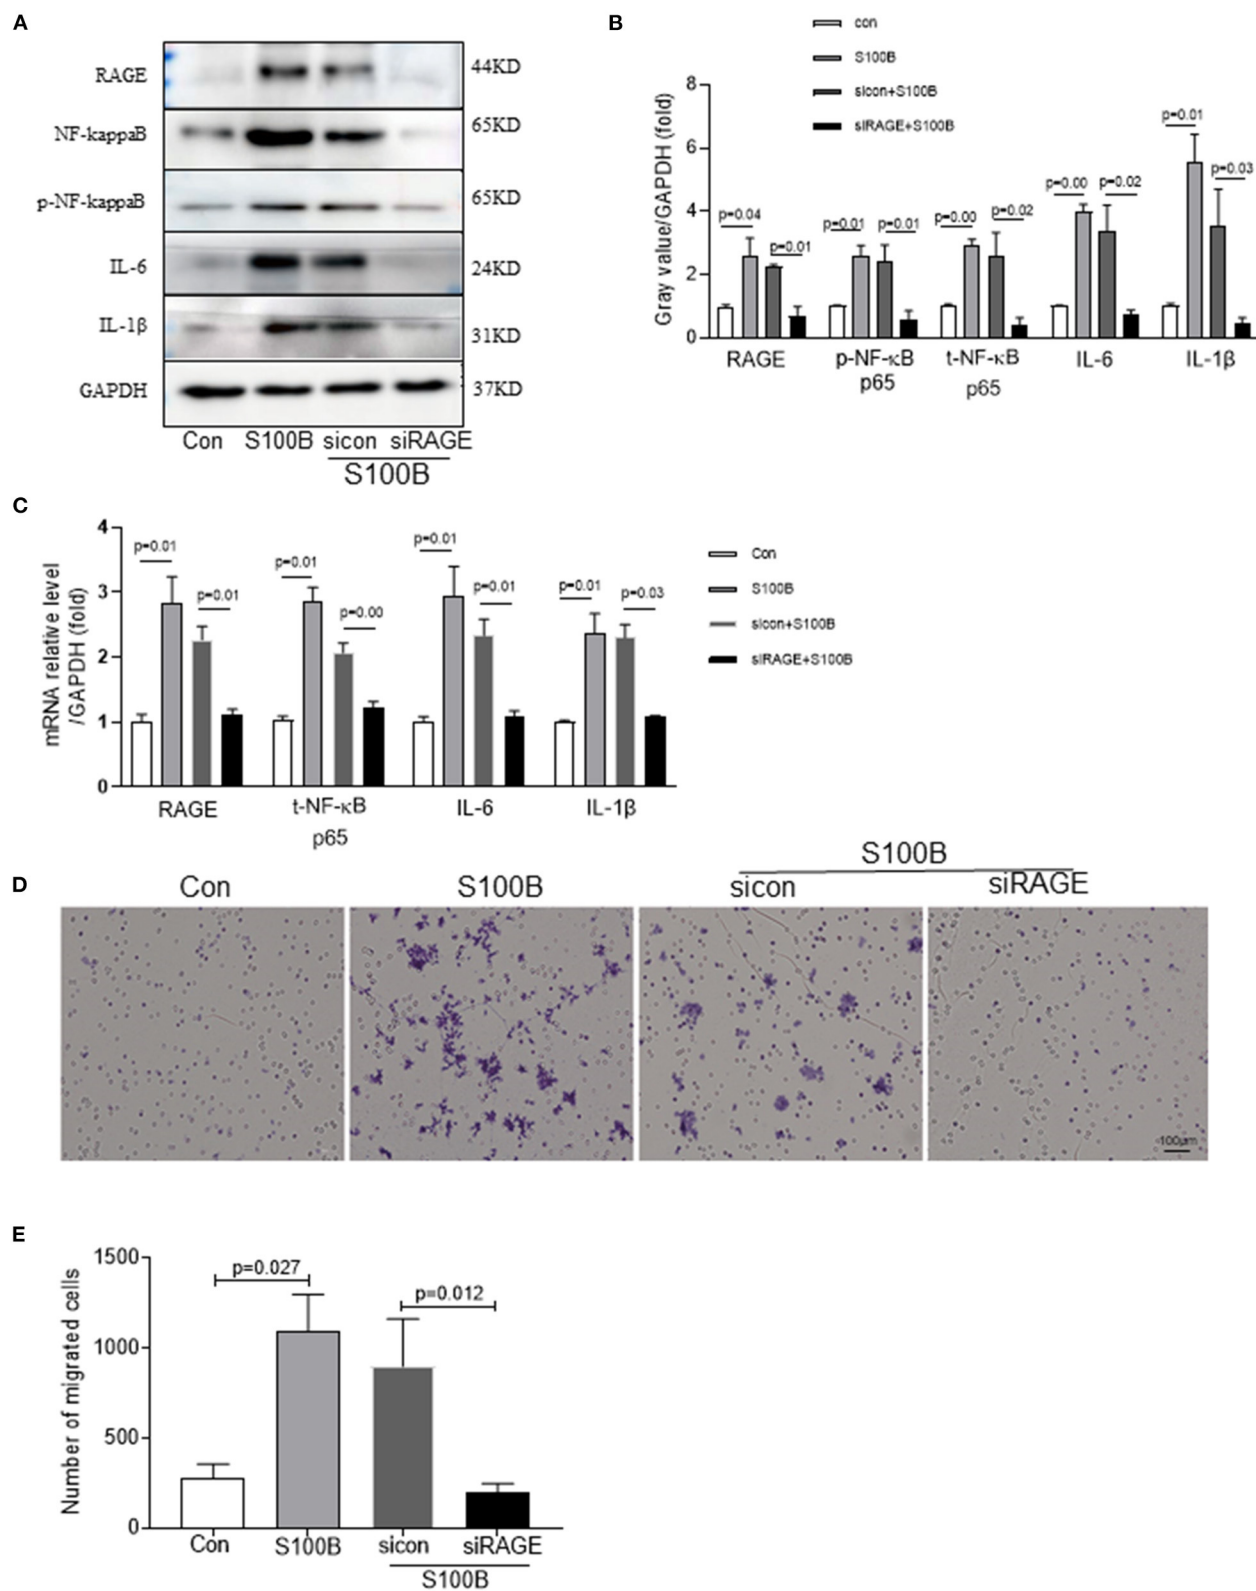 A
RAGE
44KD
NF-kappaB
65KD
p-NF-kappaB
65KD
IL-6
24KD
IL-1β
31KD
GAPDH
37KD
Con S100B sicon siRAGE
S100B
B
con
S100B
sicon+S100B
siRAGE+S100B
Gray value/GAPDH (fold)
8
6
4
2
0
p=0.04
p=0.01
p=0.01
p=0.01
p=0.00
p=0.02
p=0.00
p=0.02
p=0.01
p=0.03
RAGE
p-NF-κB
p65
t-NF-κB
p65
IL-6
IL-1β
C
mRNA relative level
/GAPDH (fold)
4
3
2
1
0
p=0.01
p=0.01
p=0.01
p=0.00
p=0.01
p=0.01
p=0.01
p=0.03
RAGE
t-NF-κB
p65
IL-6
IL-1β
Con
S100B
sicon+S100B
siRAGE+S100B
D
Con
S100B
S100B
sicon
siRAGE
100μm
E
Number of migrated cells
1500
1000
500
0
p=0.027
p=0.012
Con
S100B
sicon
siRAGE
S100B